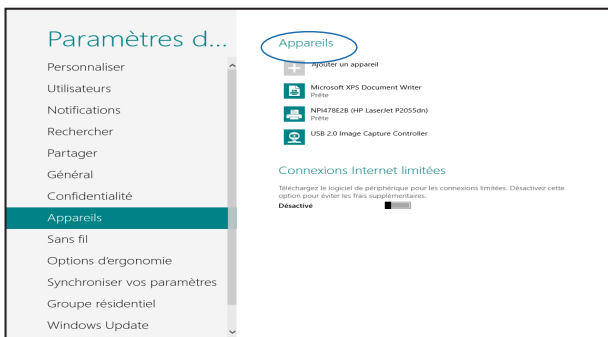 Paramètres d...
Personnaliser
Utilisateurs
Notifications
Rechercher
Partager
Général
Confidentialité
Appareils
Sans fil
Options d'ergonomie
Synchroniser vos paramètres
Groupe résidentiel
Windows Update
Appareils
Ajouter un appareil
Microsoft XPS Document Writer
Prête
NPI478E2B (HP LaserJet P2055dn)
Prête
USB 2.0 Image Capture Controller
Connexions Internet limitées
Téléchargez le logiciel de périphérique pour les connexions limitées. Désactivez cette
option pour éviter les frais supplémentaires.
Désactivé